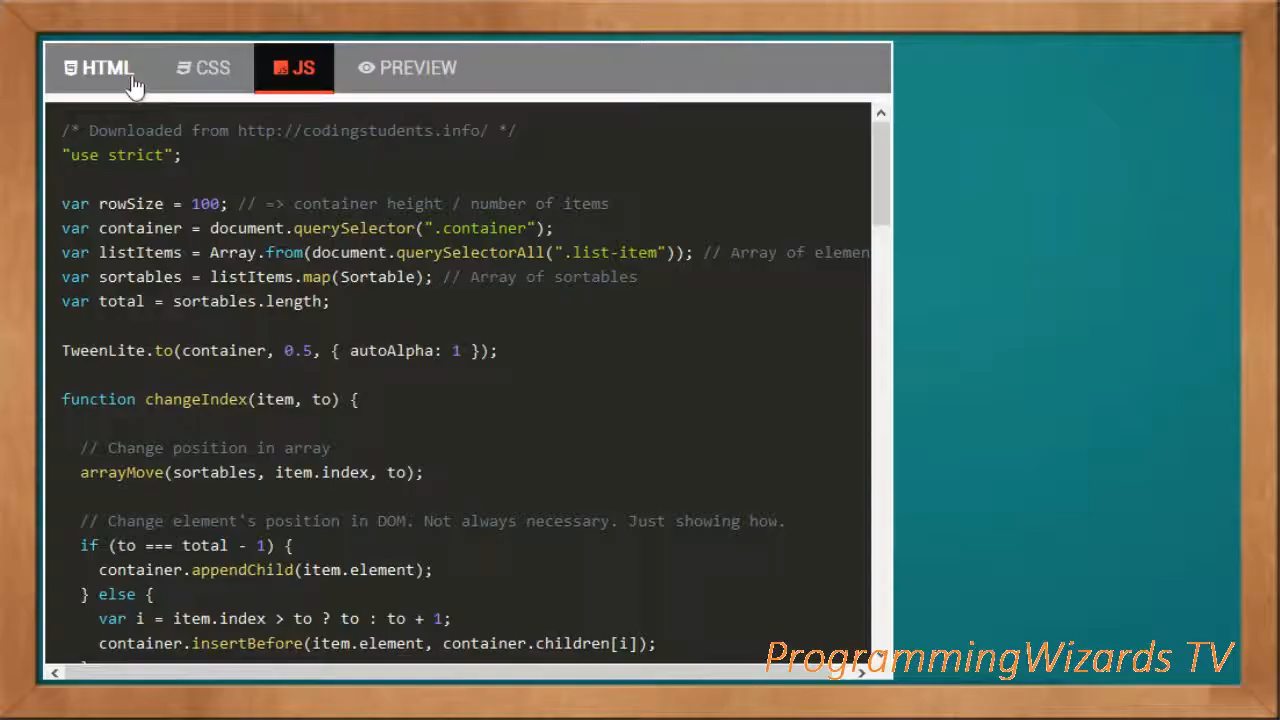 HTML CSS JS PREVIEW
/* Downloaded from http://codingstudents.info/ */
"use strict";
var rowSize = 100; // => container height / number of items
var container = document.querySelector(".container");
var listItems = Array.from(document.querySelectorAll(".list-item")); // Array of elemen
var sortables = listItems.map(Sortable); // Array of sortables
var total = sortables.length;
TweenLite.to(container, 0.5, { autoAlpha: 1 });
function changeIndex(item, to) {
// Change position in array
arrayMove(sortables, item.index, to);
// Change element's position in DOM. Not always necessary. Just showing how.
if (to === total - 1) {
container.appendChild(item.element);
} else {
var i = item.index > to ? to : to + 1;
container.insertBefore(item.element, container.children[i]);
ProgrammingWizards TV